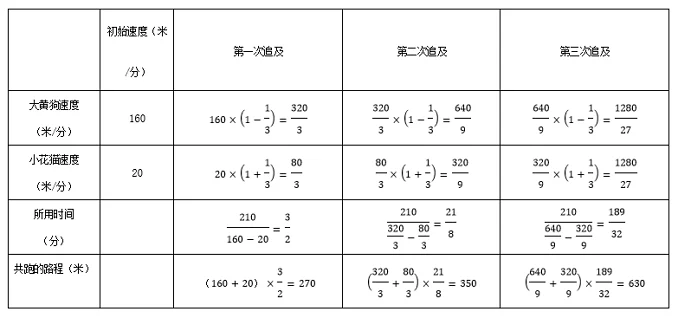 初始速度（米/分） 第一次追及 第二次追及 第三次追及
大黄狗速度（米/分） 160 160 × (1 − 1/3) = 320/3 320/3 × (1 − 1/3) = 640/9 640/9 × (1 − 1/3) = 1280/27
小花猫速度（米/分） 20 20 × (1 + 1/3) = 80/3 80/3 × (1 + 1/3) = 320/9 320/9 × (1 + 1/3) = 1280/27
所用时间（分） 210/(160 − 20) = 3/2 210/(320/3 − 80/3) = 21/8 210/(640/9 − 320/9) = 189/32
共跑的路程（米） （160 + 20）× 3/2 = 270 (320/3 + 80/3) × 21/8 = 350 (640/9 + 320/9) × 189/32 = 630